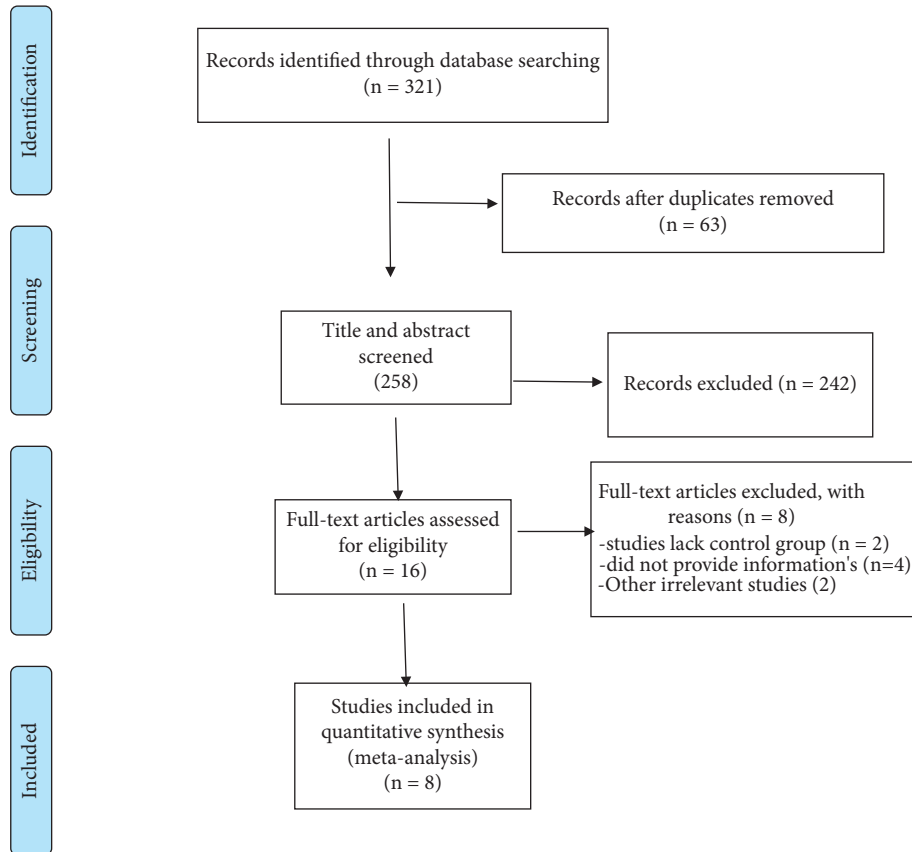 Identification
Records identified through database searching
(n = 321)
Records after duplicates removed
(n = 63)
Screening
Title and abstract
screened
(258)
Records excluded (n = 242)
Eligibility
Full-text articles assessed
for eligibility
(n = 16)
Full-text articles excluded, with
reasons (n = 8)
-studies lack control group (n = 2)
-did not provide information's (n=4)
-Other irrelevant studies (2)
Included
Studies included in
quantitative synthesis
(meta-analysis)
(n = 8)